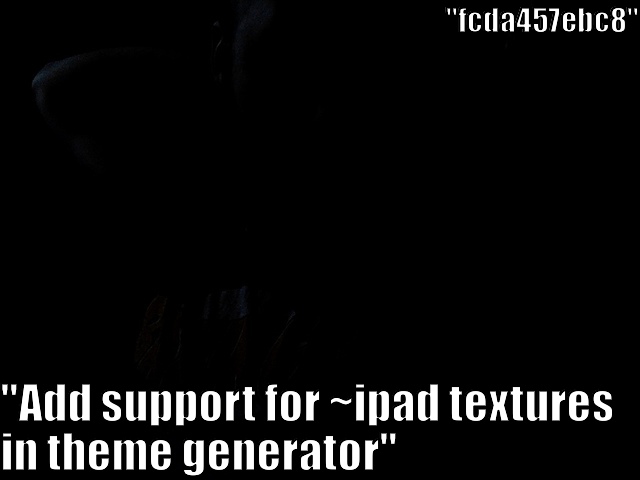 "fcda457ebc8"
"Add support for ~ipad textures
in theme generator"